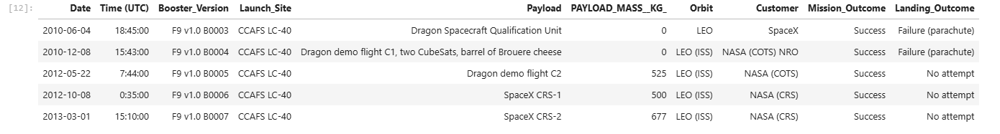 [12]: Date Time (UTC) Booster_Version Launch_Site Payload PAYLOAD_MASS__KG_ Orbit Customer Mission_Outcome Landing_Outcome
2010-06-04 18:45:00 F9 v1.0 B0003 CCAFS LC-40 Dragon Spacecraft Qualification Unit 0 LEO SpaceX Success Failure (parachute)
2010-12-08 15:43:00 F9 v1.0 B0004 CCAFS LC-40 Dragon demo flight C1, two CubeSats, barrel of Brouere cheese 0 LEO (ISS) NASA (COTS) NRO Success Failure (parachute)
2012-05-22 7:44:00 F9 v1.0 B0005 CCAFS LC-40 Dragon demo flight C2 525 LEO (ISS) NASA (COTS) Success No attempt
2012-10-08 0:35:00 F9 v1.0 B0006 CCAFS LC-40 SpaceX CRS-1 500 LEO (ISS) NASA (CRS) Success No attempt
2013-03-01 15:10:00 F9 v1.0 B0007 CCAFS LC-40 SpaceX CRS-2 677 LEO (ISS) NASA (CRS) Success No attempt